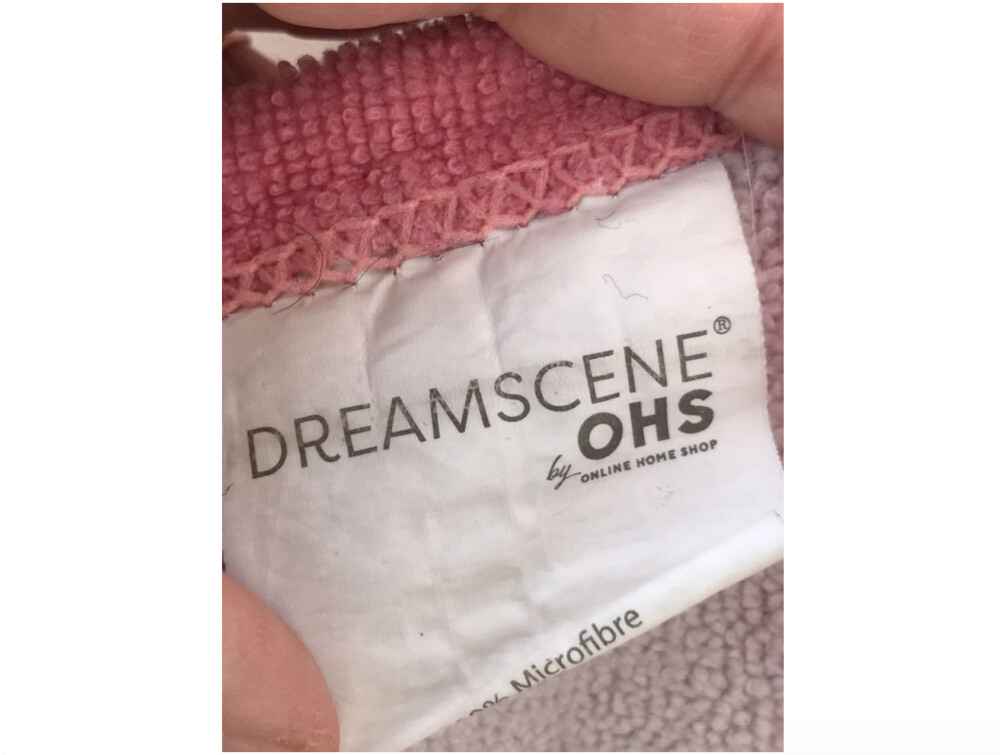 DREAMSCENE®
by OHS
ONLINE HOME SHOP
Microfibre